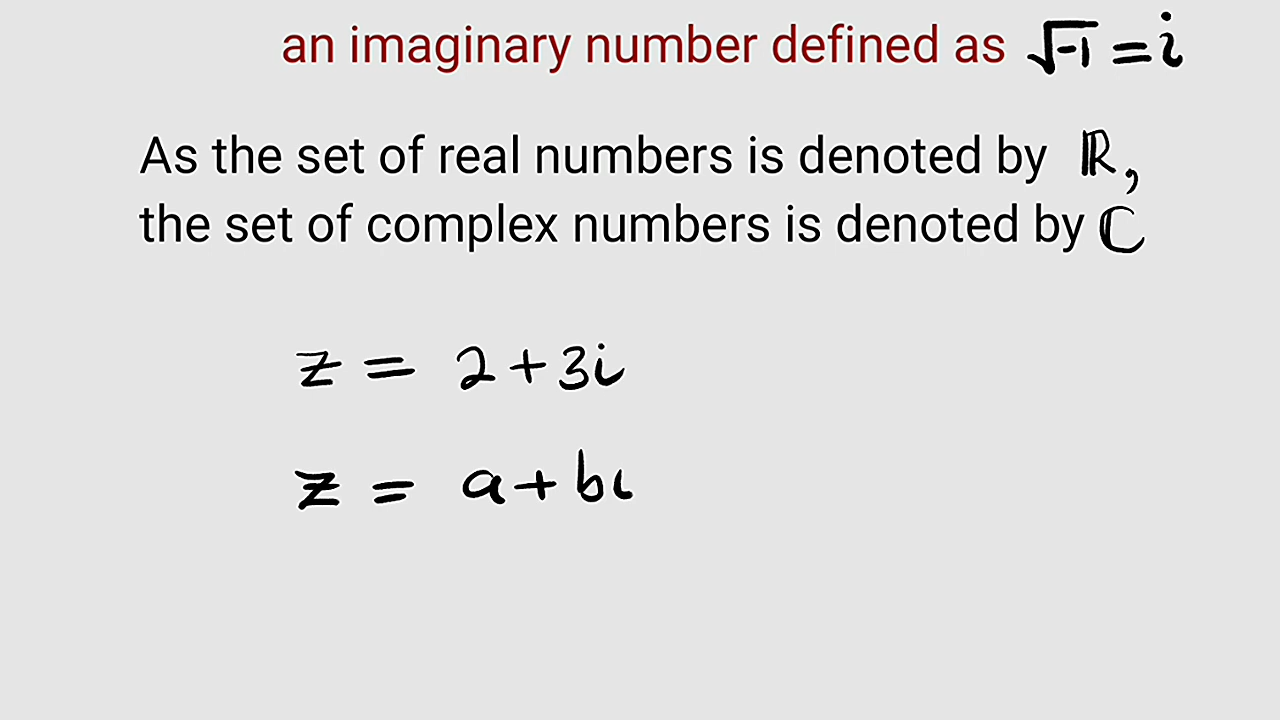 an imaginary number defined as √-1 = i
As the set of real numbers is denoted by ℝ,
the set of complex numbers is denoted by ℂ
z = 2+3i
z = a+bi